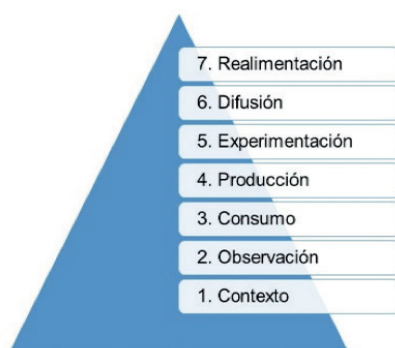 7. Realimentación
6. Difusión
5. Experimentación
4. Producción
3. Consumo
2. Observación
1. Contexto